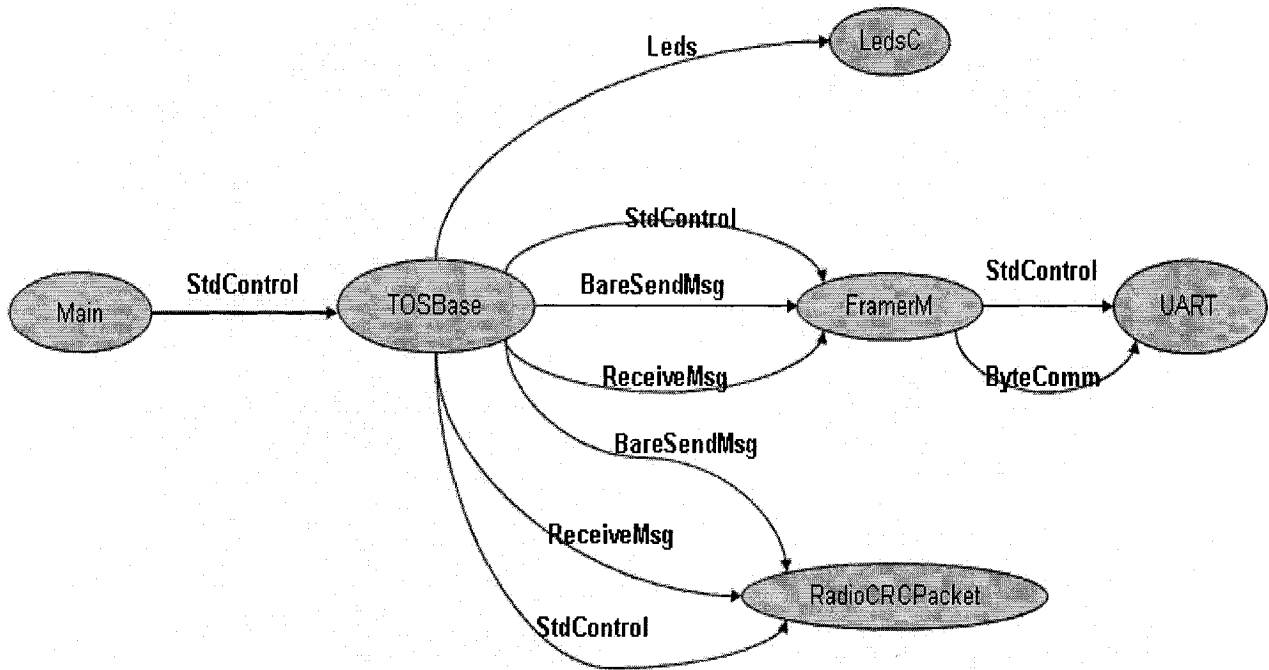 Leds
LedsC
StdControl
Main
StdControl
TOSBase
BareSendMsg
FramerM
StdControl
UART
ReceiveMsg
ByteComm
BareSendMsg
ReceiveMsg
RadioCRCPacket
StdControl